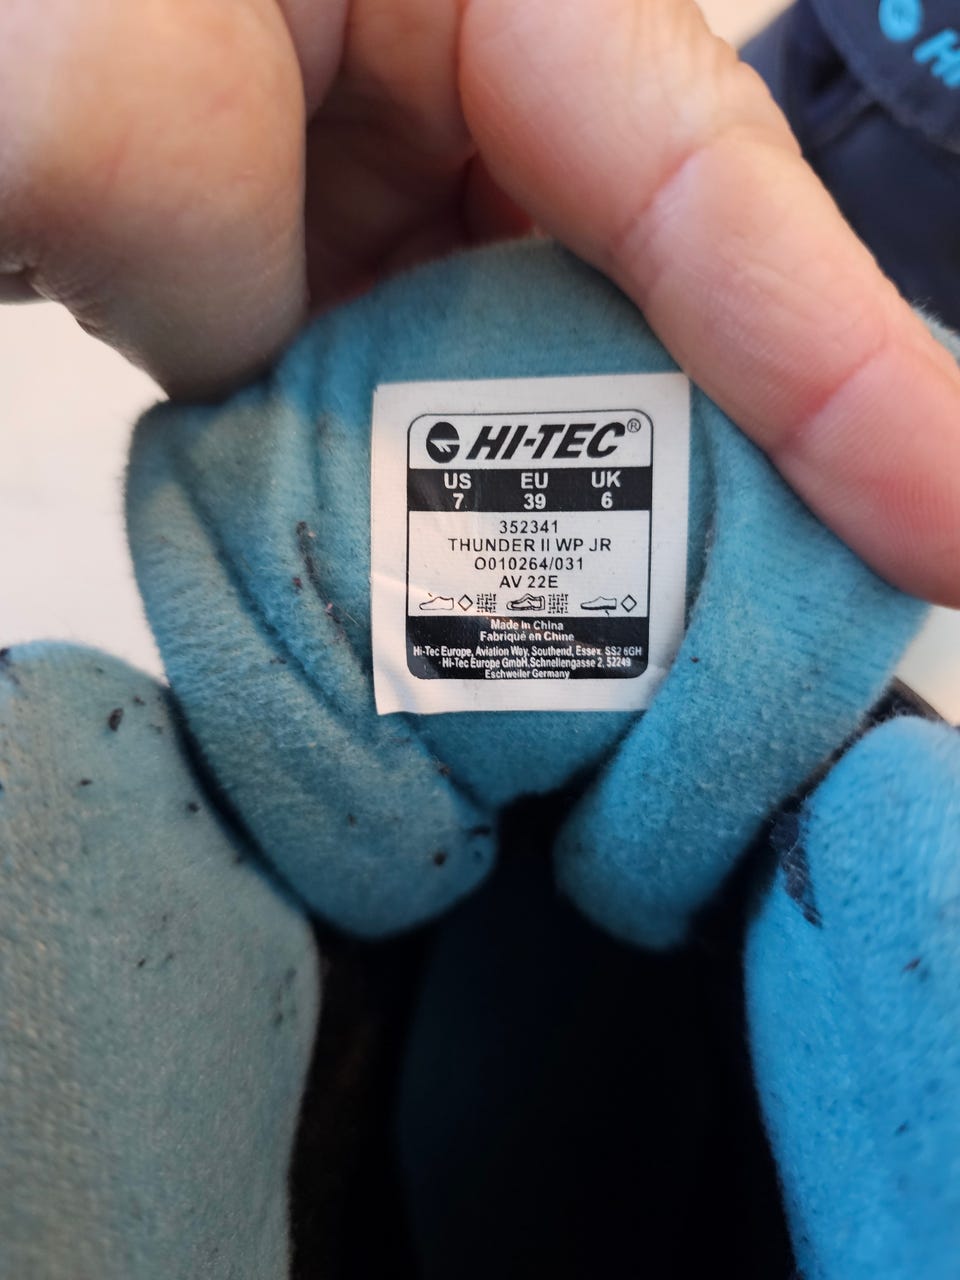 HI-TEC®
US EU UK
7 39 6
352341
THUNDER II WP JR
O010264/031
AV 22E
Made in China
Fabriqué en Chine
Hi-Tec Europe, Aviation Way, Southend, Essex. SS2 6GH
Hi-Tec Europe GmbH.Schnellengasse 2, 52249
Eschweiler Germany